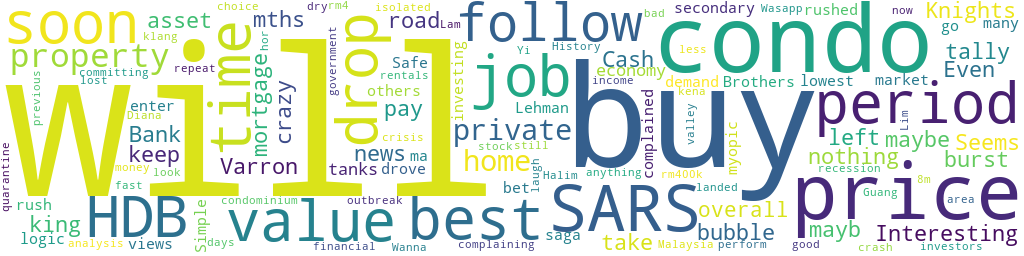 soon
choice
dry
rm4
isolated
follow
condo
secondary
Wasapp
rushed
now
Knights
asset
mths
road
Lam
bad
go
many
klang
property
time
hor
drop
government
Safe
Yi
History
Cash
economy
tally
committing
repeat
others
job
demand
Brothers
lowest
market
Even
previous
lost
mortgage
crazy
rentals
investing
less
income
will
buy
period
enter
Diana
pay
Lehman
complained
valley
kena
Lim
Bank
crisis
private
left
maybe
Seems
money
keep
Varron
news
ma
stock
still
home
myopic
nothing
burst
look
tanks
drove
laugh
anything
recession
quarantine
fast
bet
Halim
rm400k
landed
Guang
8m
price
rush
HDB
Simple
condominium
outbreak
best
SARS
overall
area
king
value
saga
bubble
mayb
Interesting
logic
views
days
financial
Wanna
complaining
take
Malaysia
perform
good
crash
investors
analysis